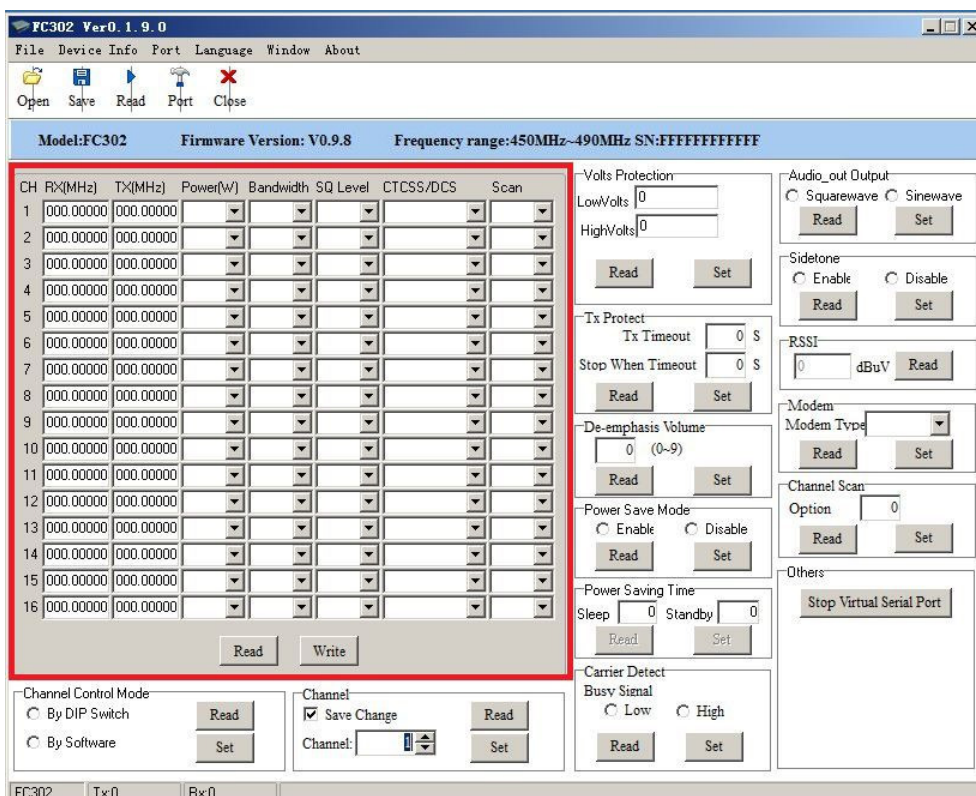 FC302 Ver0.1.9.0
File Device Info Port Language Window About
Open Save Read Port Close
Model:FC302 Firmware Version: V0.9.8 Frequency range:450MHz~490MHz SN:FFFFFFFFFFFF
CH RX(MHz) TX(MHz) Power(W) Bandwidth SQ Level CTCSS/DCS Scan
1 000.00000 000.00000
2 000.00000 000.00000
3 000.00000 000.00000
4 000.00000 000.00000
5 000.00000 000.00000
6 000.00000 000.00000
7 000.00000 000.00000
8 000.00000 000.00000
9 000.00000 000.00000
10 000.00000 000.00000
11 000.00000 000.00000
12 000.00000 000.00000
13 000.00000 000.00000
14 000.00000 000.00000
15 000.00000 000.00000
16 000.00000 000.00000
Read Write
Channel Control Mode
By DIP Switch Read
By Software Set
Channel
Save Change Read
Channel: 1 Set
Volts Protection
LowVolts 0
HighVolts 0
Read Set
Tx Protect
Tx Timeout 0 S
Stop When Timeout 0 S
Read Set
De-emphasis Volume
0 (0~9)
Read Set
Power Save Mode
Enable Disable
Read Set
Power Saving Time
Sleep 0 Standby 0
Read Set
Carrier Detect
Busy Signal
Low High
Read Set
Audio_out Output
Squarewave Sinewave
Read Set
Sidetone
Enable Disable
Read Set
RSSI
0 dBuV Read
Modem
Modem Type
Read Set
Channel Scan
Option 0
Read Set
Others
Stop Virtual Serial Port
FC302 Tx:0 Rx:0